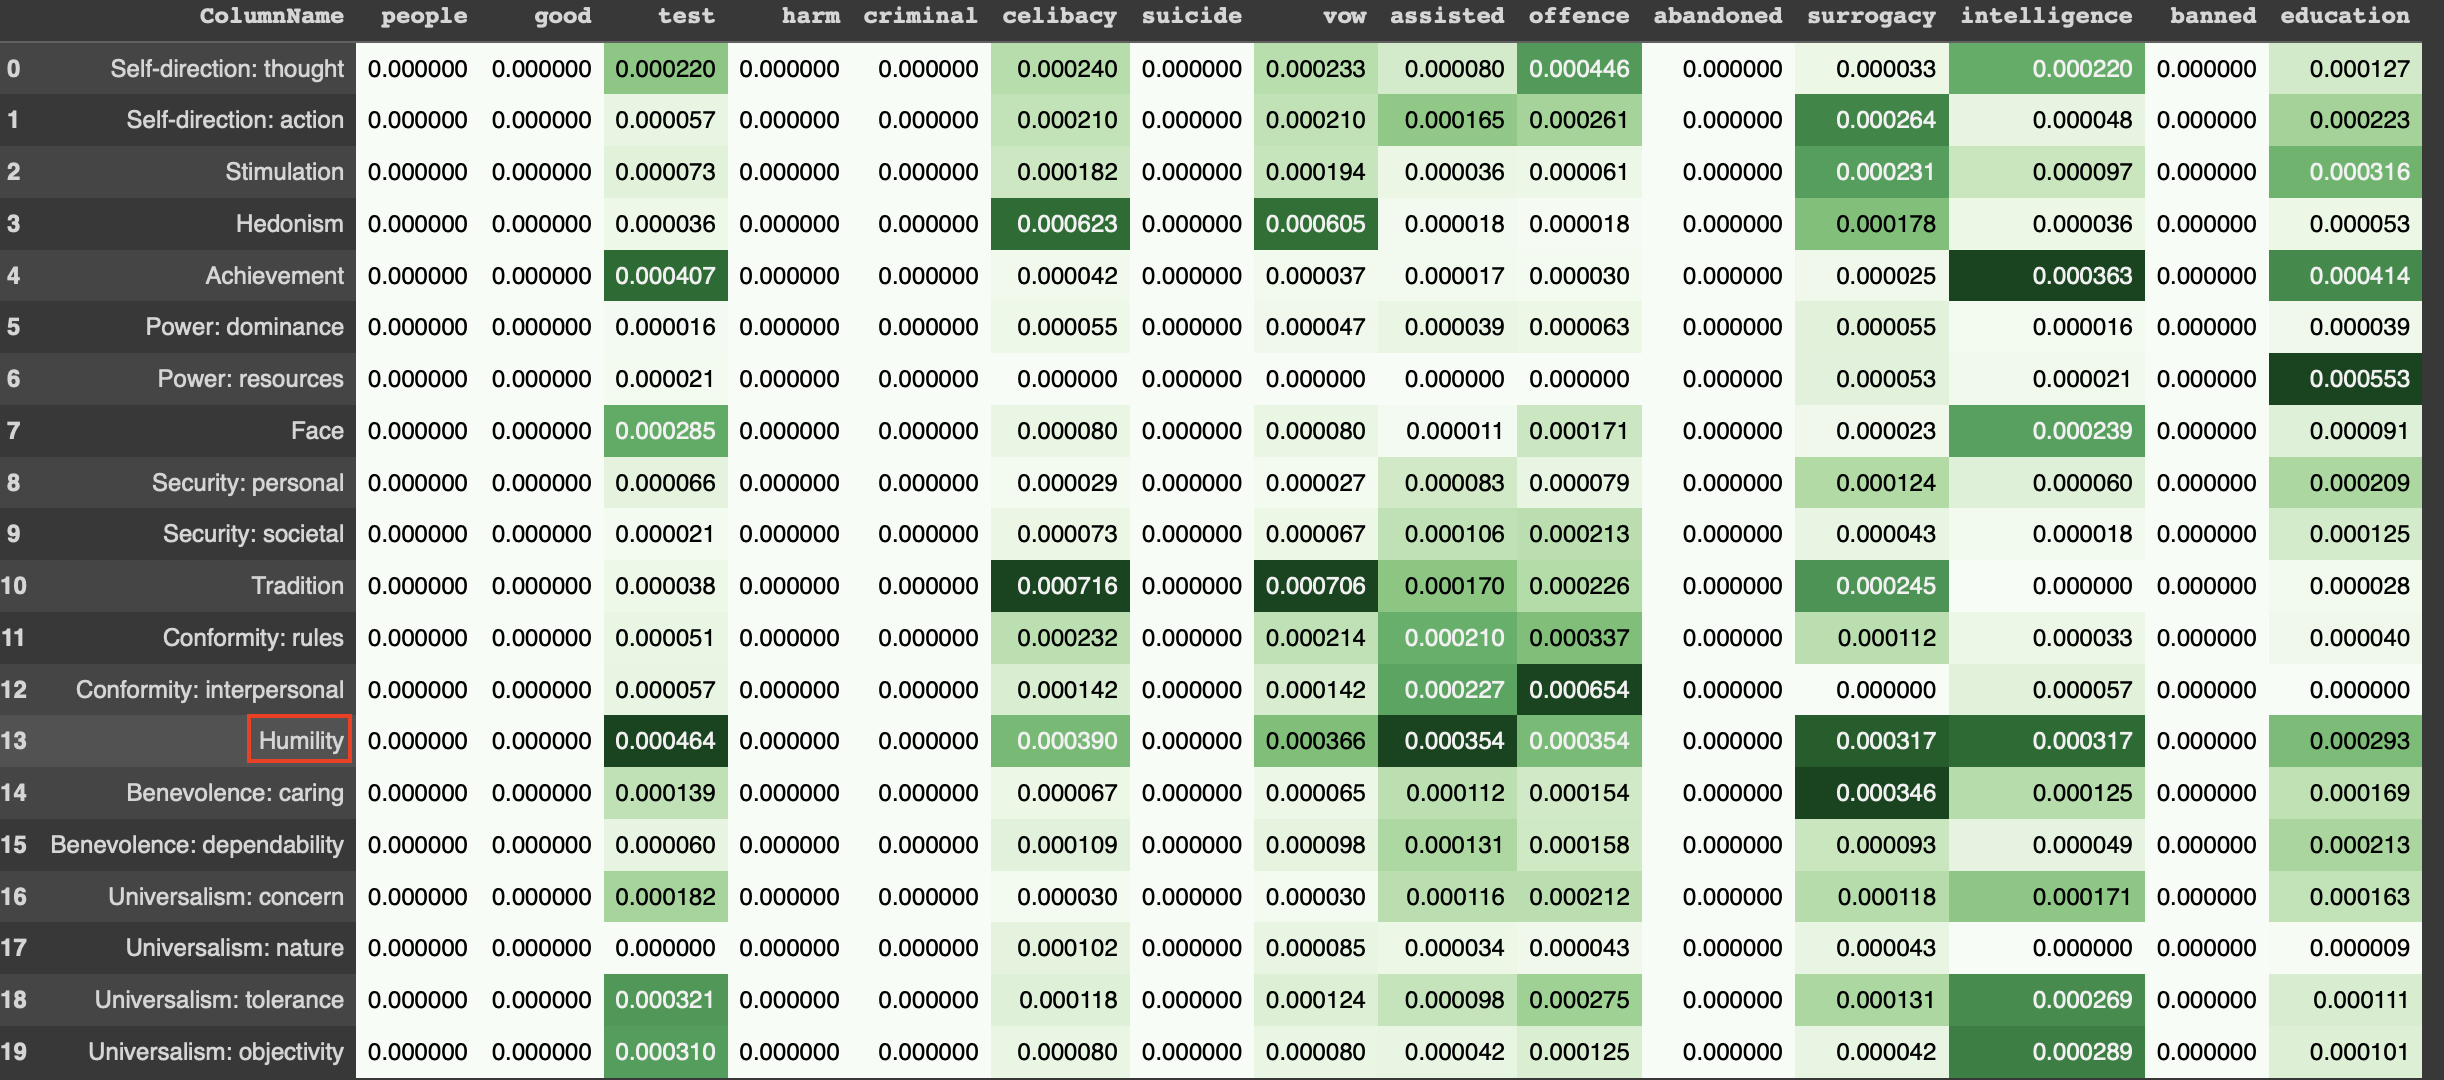 ColumnName people good test harm criminal celibacy suicide vow assisted offence abandoned surrogacy intelligence banned education
0 Self-direction: thought 0.000000 0.000000 0.000220 0.000000 0.000000 0.000240 0.000000 0.000233 0.000080 0.000446 0.000000 0.000033 0.000220 0.000000 0.000127
1 Self-direction: action 0.000000 0.000000 0.000057 0.000000 0.000000 0.000210 0.000000 0.000210 0.000165 0.000261 0.000000 0.000264 0.000048 0.000000 0.000223
2 Stimulation 0.000000 0.000000 0.000073 0.000000 0.000000 0.000182 0.000000 0.000194 0.000036 0.000061 0.000000 0.000231 0.000097 0.000000 0.000316
3 Hedonism 0.000000 0.000000 0.000036 0.000000 0.000000 0.000623 0.000000 0.000605 0.000018 0.000018 0.000000 0.000178 0.000036 0.000000 0.000053
4 Achievement 0.000000 0.000000 0.000407 0.000000 0.000000 0.000042 0.000000 0.000037 0.000017 0.000030 0.000000 0.000025 0.000363 0.000000 0.000414
5 Power: dominance 0.000000 0.000000 0.000016 0.000000 0.000000 0.000055 0.000000 0.000047 0.000039 0.000063 0.000000 0.000055 0.000016 0.000000 0.000039
6 Power: resources 0.000000 0.000000 0.000021 0.000000 0.000000 0.000000 0.000000 0.000000 0.000000 0.000000 0.000000 0.000053 0.000021 0.000000 0.000553
7 Face 0.000000 0.000000 0.000285 0.000000 0.000000 0.000080 0.000000 0.000080 0.000011 0.000171 0.000000 0.000023 0.000239 0.000000 0.000091
8 Security: personal 0.000000 0.000000 0.000066 0.000000 0.000000 0.000029 0.000000 0.000027 0.000083 0.000079 0.000000 0.000124 0.000060 0.000000 0.000209
9 Security: societal 0.000000 0.000000 0.000021 0.000000 0.000000 0.000073 0.000000 0.000067 0.000106 0.000213 0.000000 0.000043 0.000018 0.000000 0.000125
10 Tradition 0.000000 0.000000 0.000038 0.000000 0.000000 0.000716 0.000000 0.000706 0.000170 0.000226 0.000000 0.000245 0.000000 0.000000 0.000028
11 Conformity: rules 0.000000 0.000000 0.000051 0.000000 0.000000 0.000232 0.000000 0.000214 0.000210 0.000337 0.000000 0.000112 0.000033 0.000000 0.000040
12 Conformity: interpersonal 0.000000 0.000000 0.000057 0.000000 0.000000 0.000142 0.000000 0.000142 0.000227 0.000654 0.000000 0.000000 0.000057 0.000000 0.000000
13 Humility 0.000000 0.000000 0.000464 0.000000 0.000000 0.000390 0.000000 0.000366 0.000354 0.000354 0.000000 0.000317 0.000317 0.000000 0.000293
14 Benevolence: caring 0.000000 0.000000 0.000139 0.000000 0.000000 0.000067 0.000000 0.000065 0.000112 0.000154 0.000000 0.000346 0.000125 0.000000 0.000169
15 Benevolence: dependability 0.000000 0.000000 0.000060 0.000000 0.000000 0.000109 0.000000 0.000098 0.000131 0.000158 0.000000 0.000093 0.000049 0.000000 0.000213
16 Universalism: concern 0.000000 0.000000 0.000182 0.000000 0.000000 0.000030 0.000000 0.000030 0.000116 0.000212 0.000000 0.000118 0.000171 0.000000 0.000163
17 Universalism: nature 0.000000 0.000000 0.000000 0.000000 0.000000 0.000102 0.000000 0.000085 0.000034 0.000043 0.000000 0.000043 0.000000 0.000000 0.000009
18 Universalism: tolerance 0.000000 0.000000 0.000321 0.000000 0.000000 0.000118 0.000000 0.000124 0.000098 0.000275 0.000000 0.000131 0.000269 0.000000 0.000111
19 Universalism: objectivity 0.000000 0.000000 0.000310 0.000000 0.000000 0.000080 0.000000 0.000080 0.000042 0.000125 0.000000 0.000042 0.000289 0.000000 0.000101